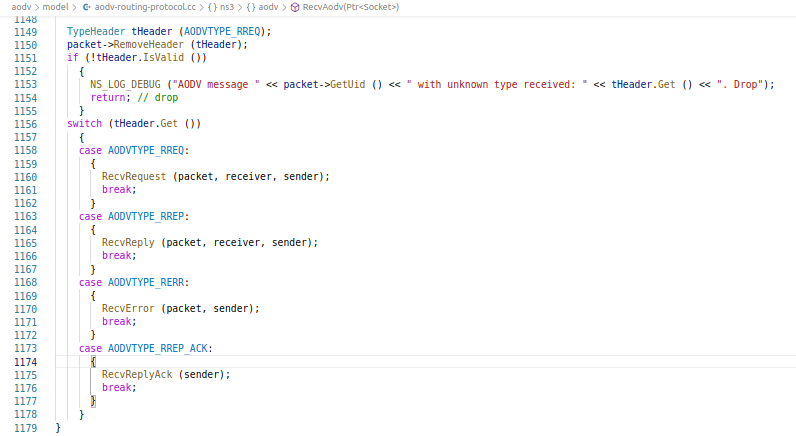 aodv > model > aodv-routing-protocol.cc > {} ns3 > {} aodv > RecvAodv(Ptr<Socket>)
1148
1149 TypeHeader tHeader (AODVTYPE_RREQ);
1150 packet->RemoveHeader (tHeader);
1151 if (!tHeader.IsValid ())
1152 {
1153 NS_LOG_DEBUG ("AODV message " << packet->GetUid () << " with unknown type received: " << tHeader.Get () << ". Drop");
1154 return; // drop
1155 }
1156 switch (tHeader.Get ())
1157 {
1158 case AODVTYPE_RREQ:
1159 {
1160 RecvRequest (packet, receiver, sender);
1161 break;
1162 }
1163 case AODVTYPE_RREP:
1164 {
1165 RecvReply (packet, receiver, sender);
1166 break;
1167 }
1168 case AODVTYPE_RERR:
1169 {
1170 RecvError (packet, sender);
1171 break;
1172 }
1173 case AODVTYPE_RREP_ACK:
1174 {
1175 RecvReplyAck (sender);
1176 break;
1177 }
1178 }
1179 }